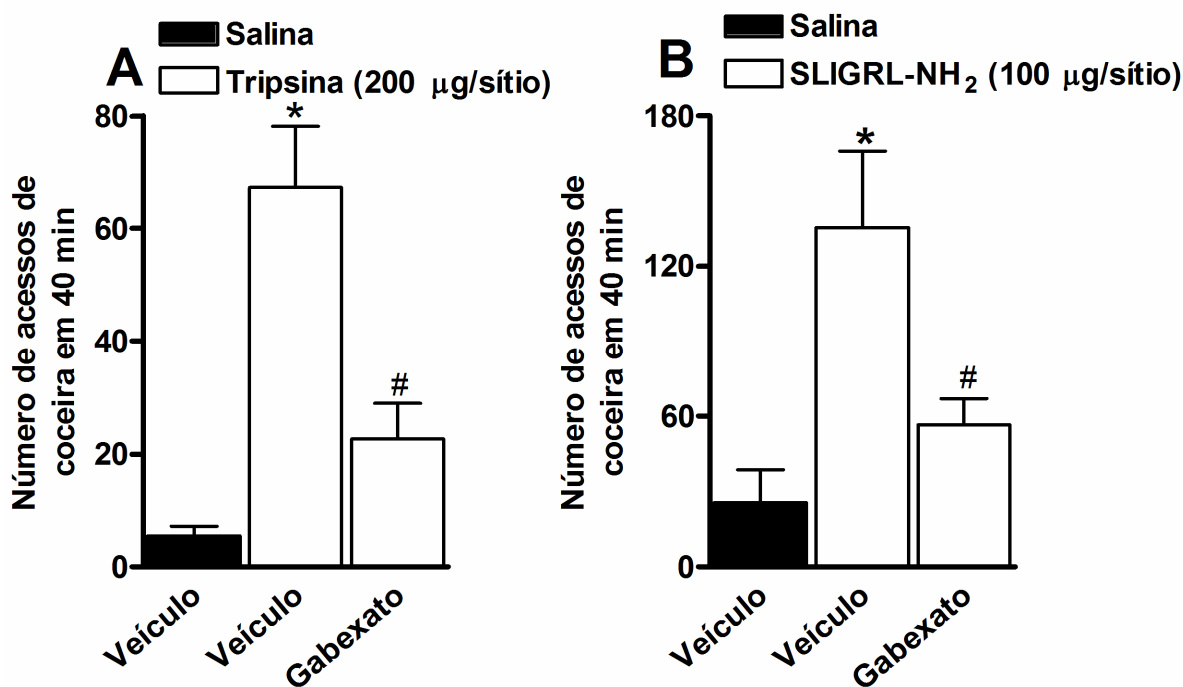 A
Salina
Tripsina (200 μg/sítio)
Número de acessos de
coceira em 40 min
80
60
40
20
0
*
#
Veículo
Veículo
Gabexato
B
Salina
SLIGRL-NH₂ (100 μg/sítio)
Número de acessos de
coceira em 40 min
180
120
60
0
*
#
Veículo
Veículo
Gabexato